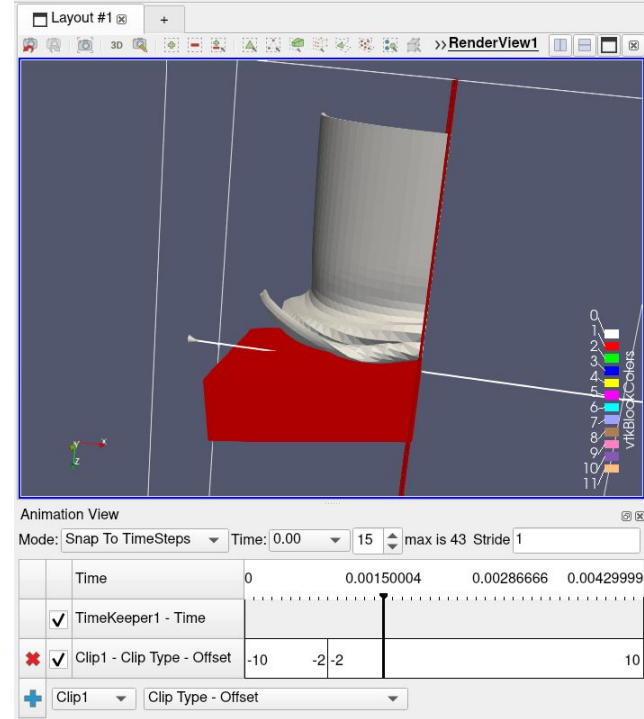 Layout #1
+
3D
>> RenderView1
0
1
2
3
4
5
6
7
8
9
10
11
vtkBlockColors
Y
X
Z
Animation View
Mode: Snap To TimeSteps Time: 0.00 15 max is 43 Stride 1
Time 0 0.00150004 0.00286666 0.00429999
TimeKeeper1 - Time
Clip1 - Clip Type - Offset -10 -2 -2 10
Clip1 Clip Type - Offset